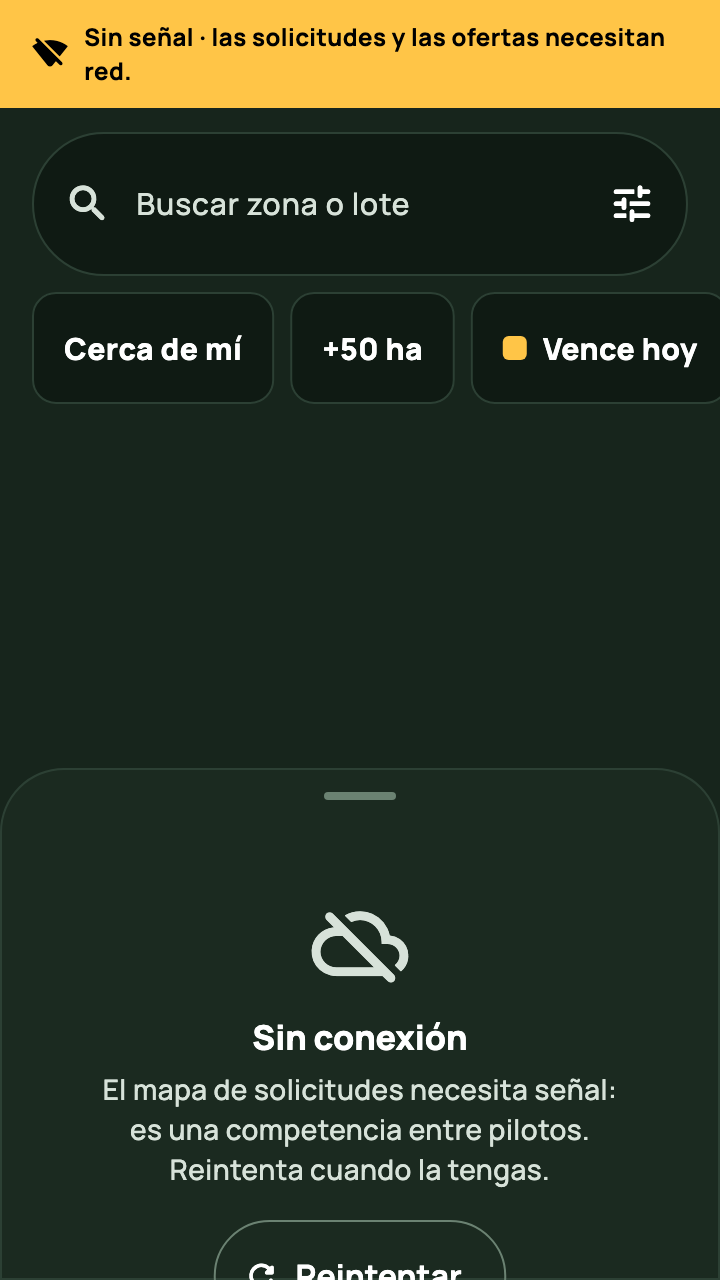 Sin señal · las solicitudes y las ofertas necesitan
red.
Buscar zona o lote
Cerca de mí
+50 ha
Vence hoy
Sin conexión
El mapa de solicitudes necesita señal:
es una competencia entre pilotos.
Reintenta cuando la tengas.
Reintentar